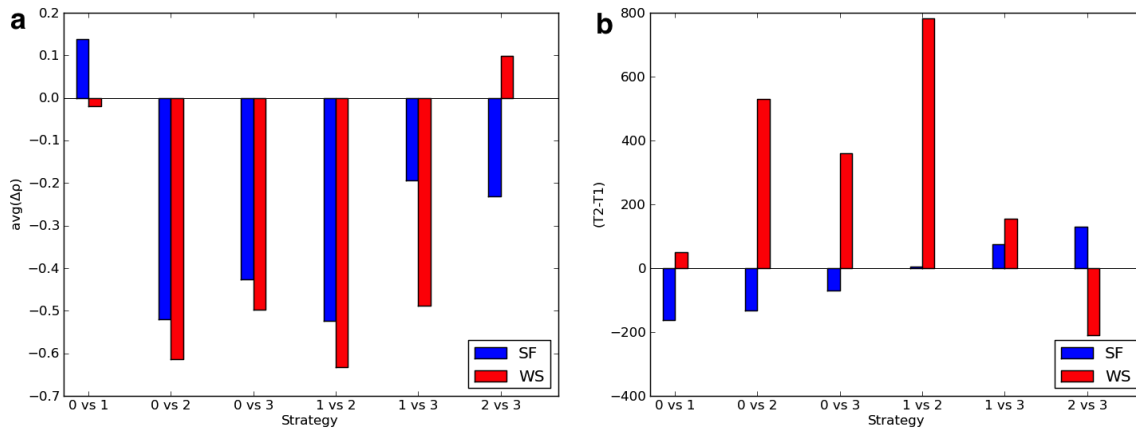 a
0.2
0.1
0.0
−0.1
−0.2
−0.3
−0.4
−0.5
−0.6
−0.7
avg(Δρ)
0 vs 1 0 vs 2 0 vs 3 1 vs 2 1 vs 3 2 vs 3
Strategy
SF
WS
b
800
600
400
200
0
−200
−400
(T2-T1)
0 vs 1 0 vs 2 0 vs 3 1 vs 2 1 vs 3 2 vs 3
Strategy
SF
WS